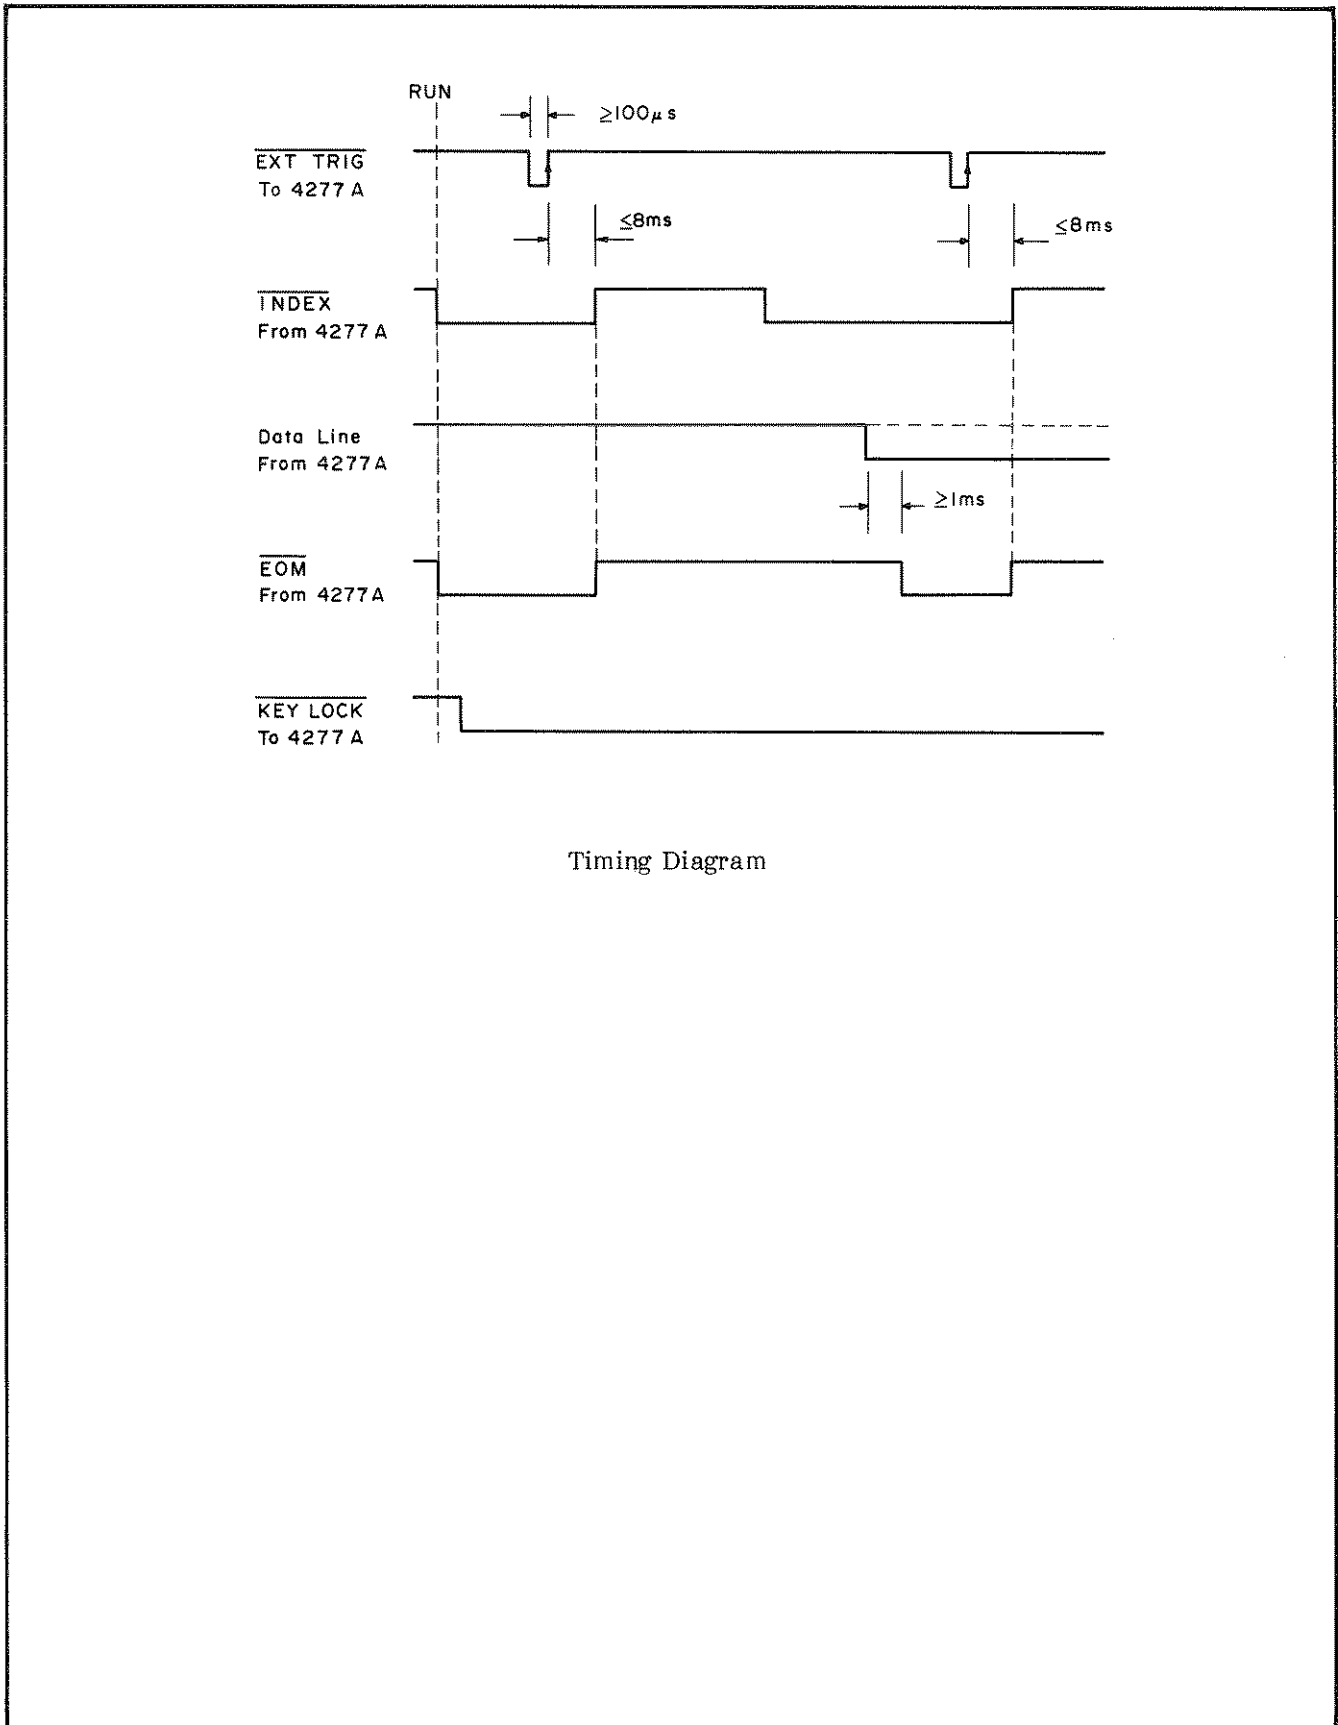 RUN
≥100μs
EXT TRIG
To 4277A
≤8ms
≤8ms
INDEX
From 4277A
Data Line
From 4277A
≥1ms
EOM
From 4277A
KEY LOCK
To 4277A
Timing Diagram